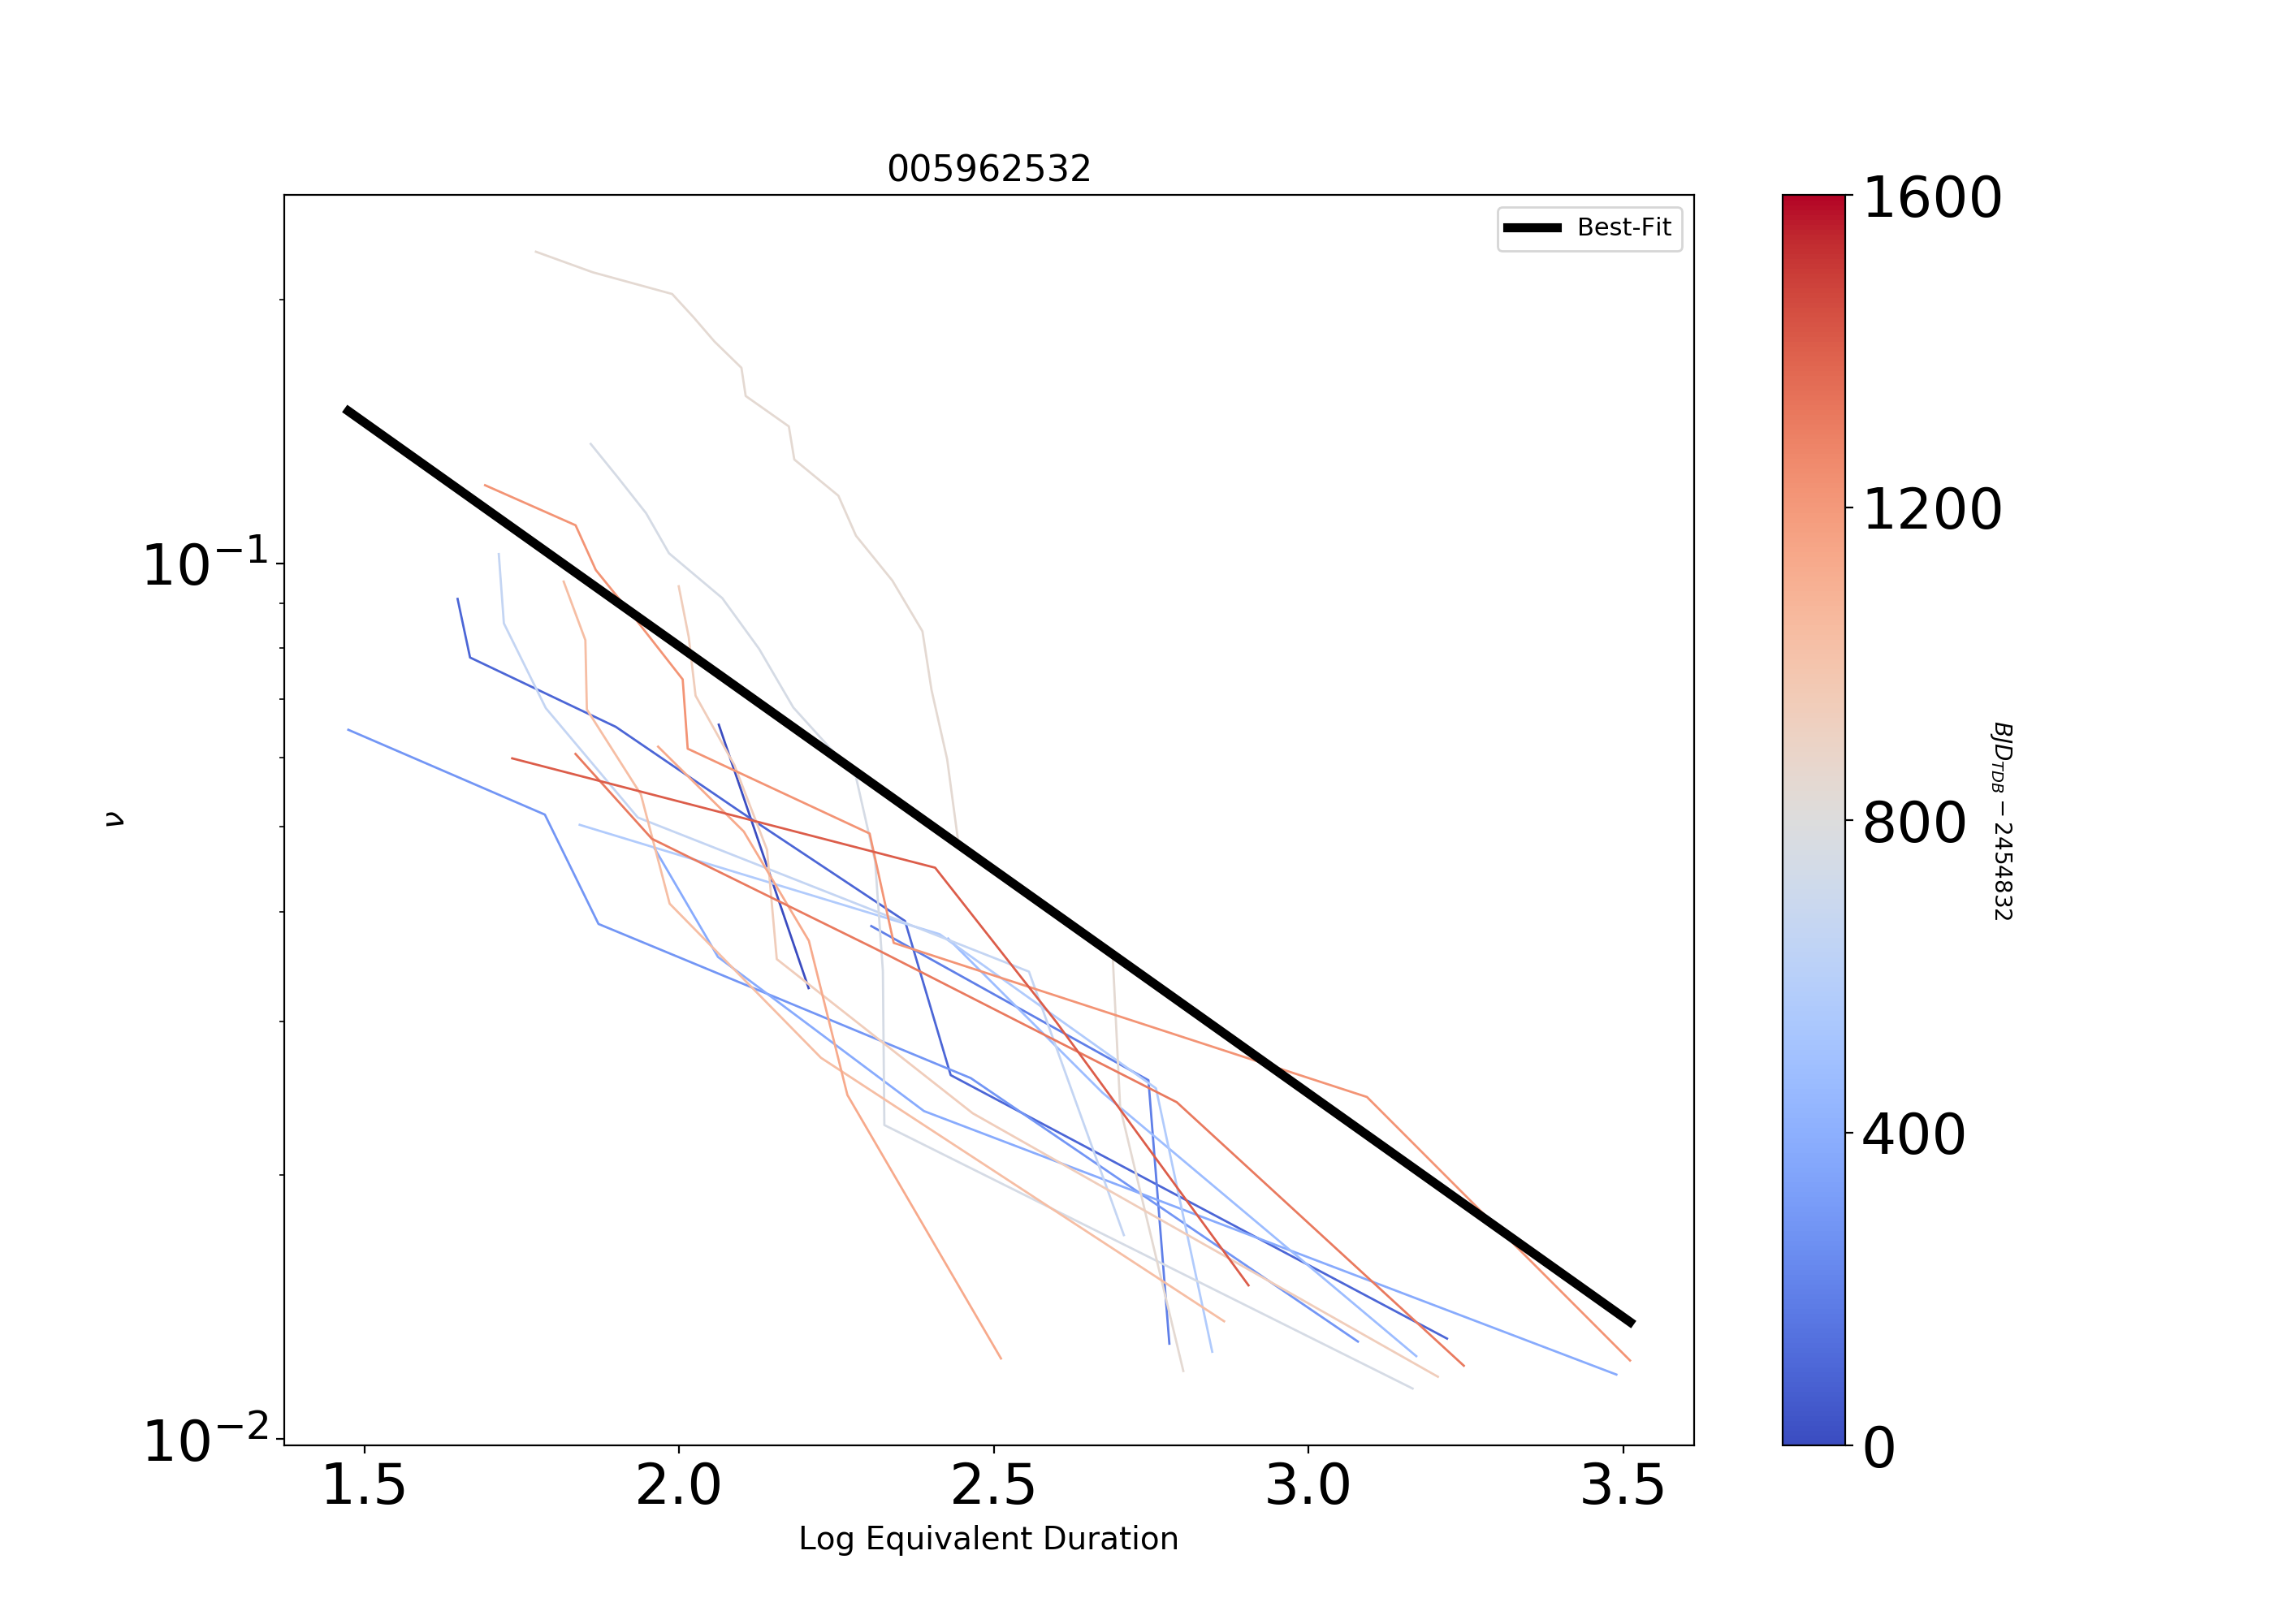 005962532
Best-Fit
ν
10⁻¹
10⁻²
1.5 2.0 2.5 3.0 3.5
Log Equivalent Duration
1600
1200
800
400
0
BJD_TDB − 2454832